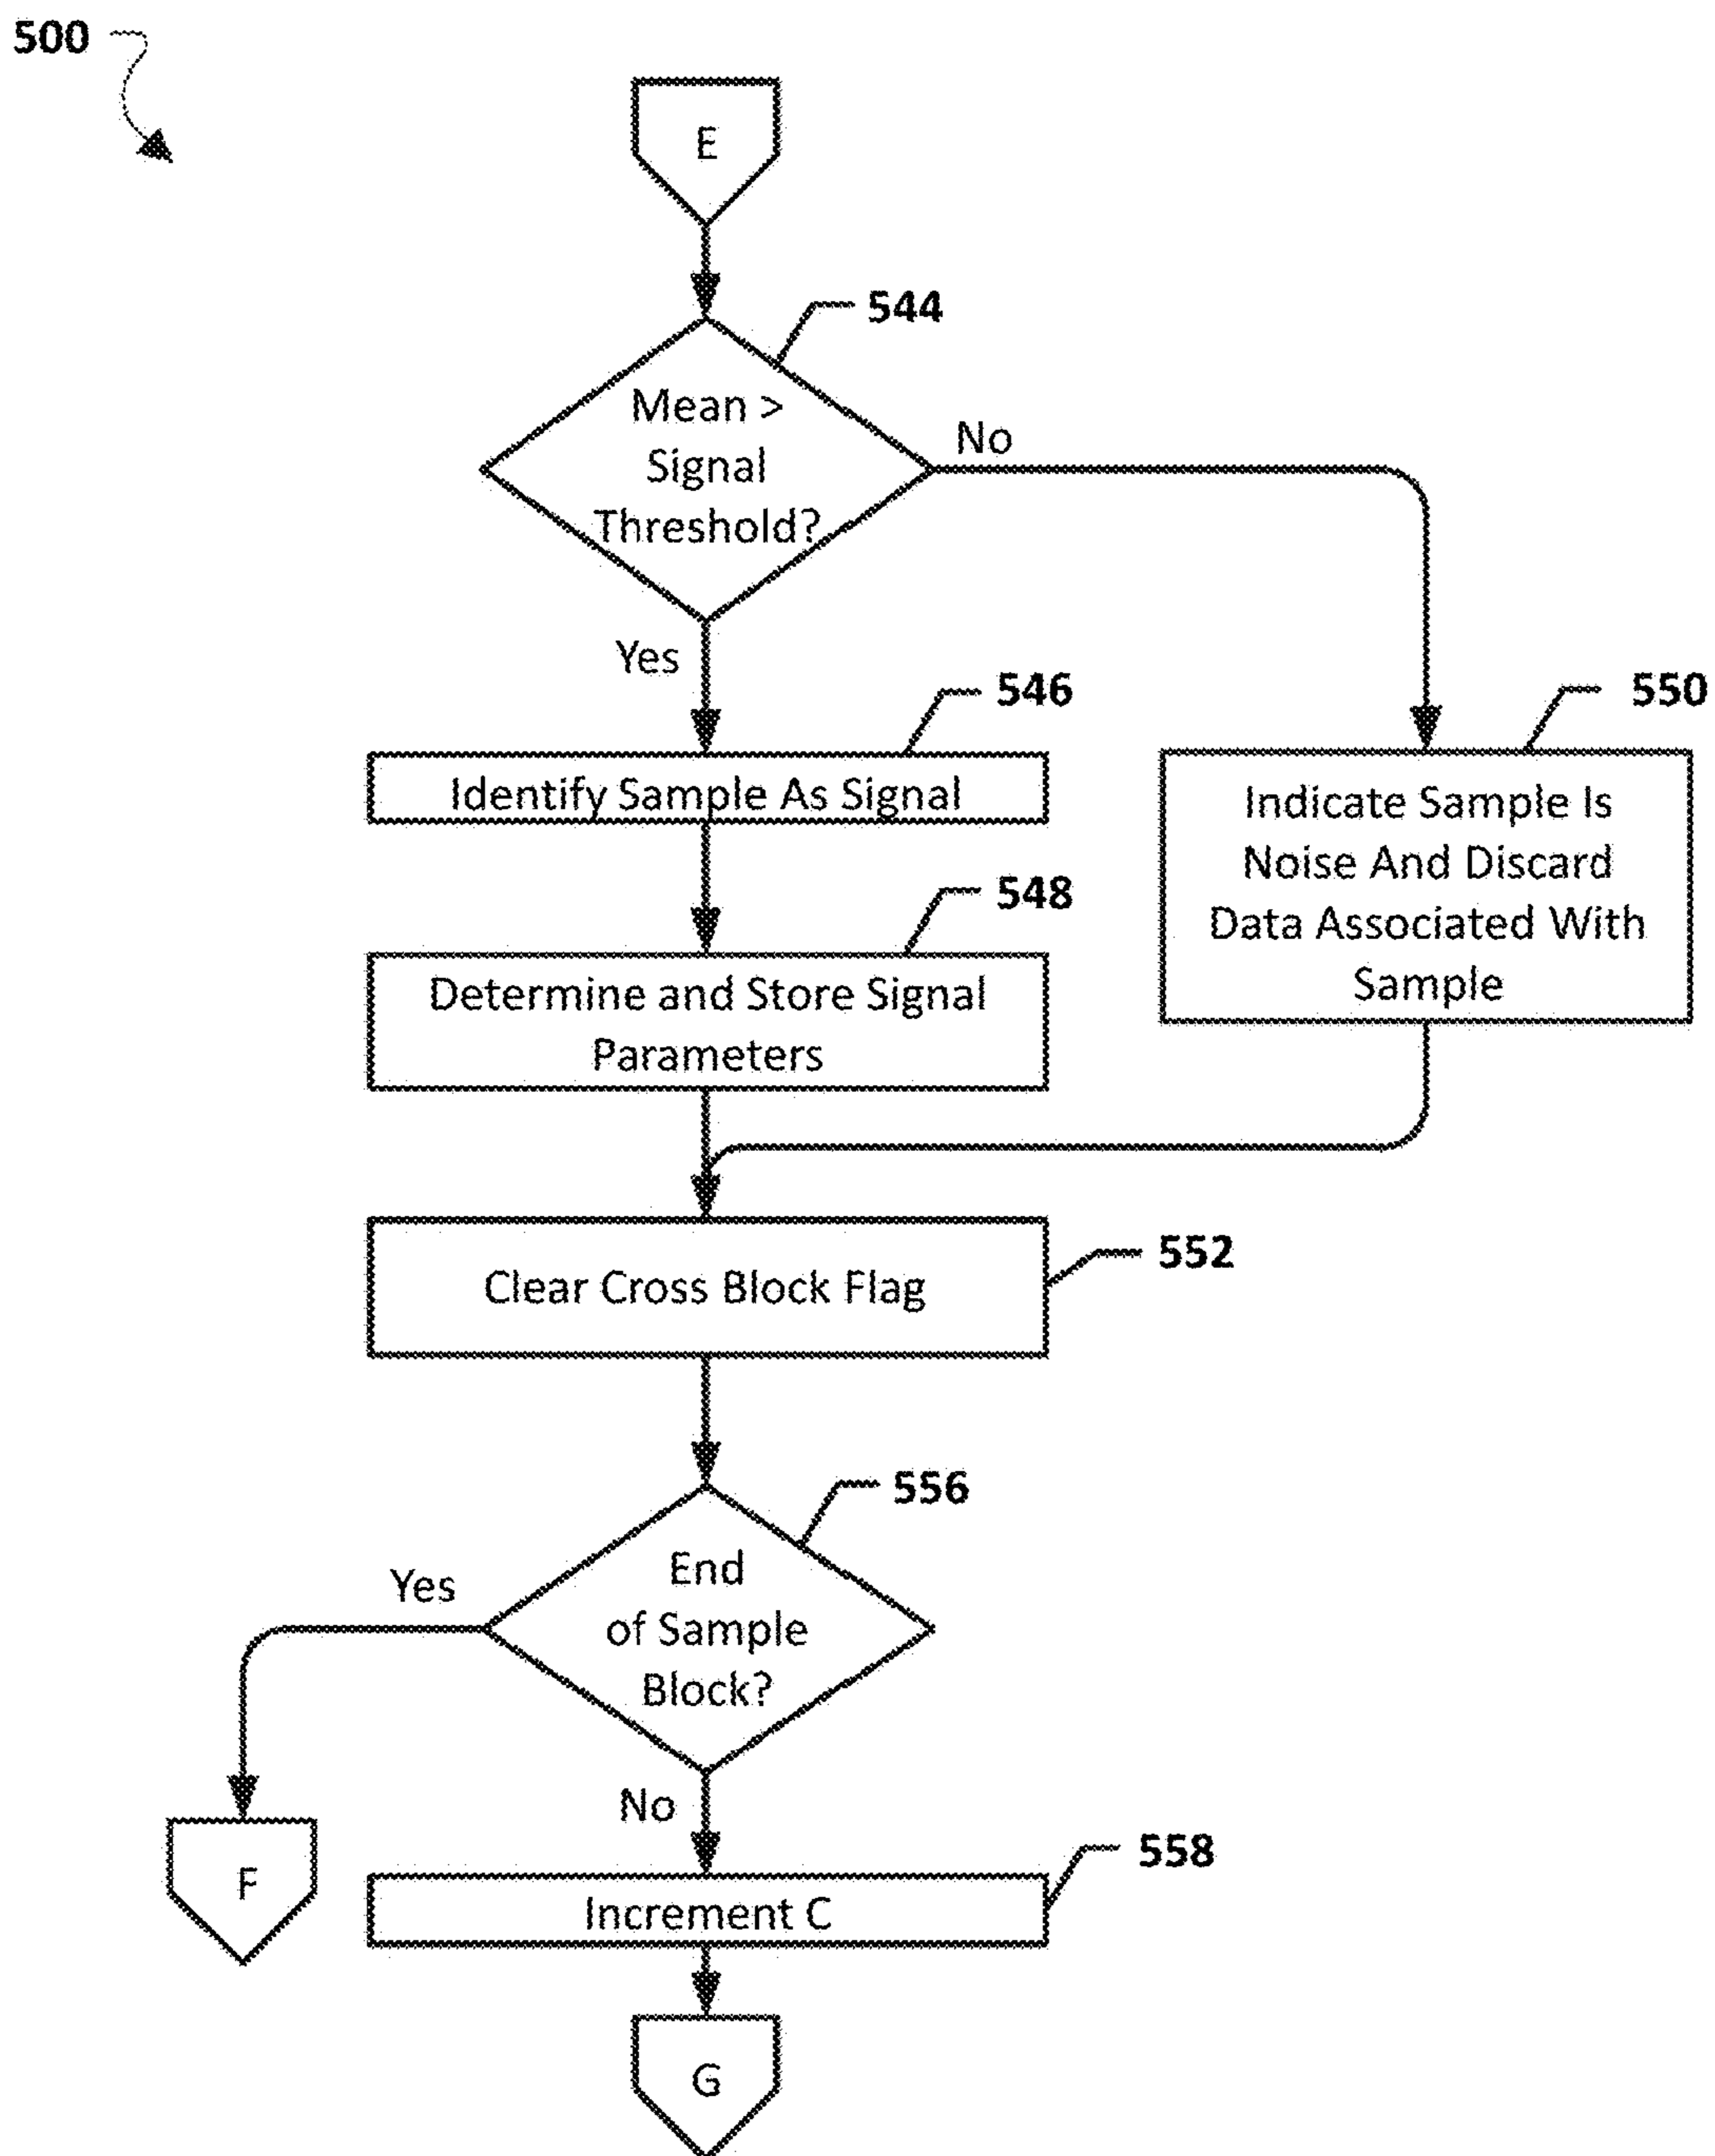 500
E
544
Mean >
Signal
Threshold?
No
Yes
546
Identify Sample As Signal
550
Indicate Sample Is
Noise And Discard
Data Associated With
Sample
548
Determine and Store Signal
Parameters
552
Clear Cross Block Flag
556
End
of Sample
Block?
Yes
No
F
558
Increment C
G